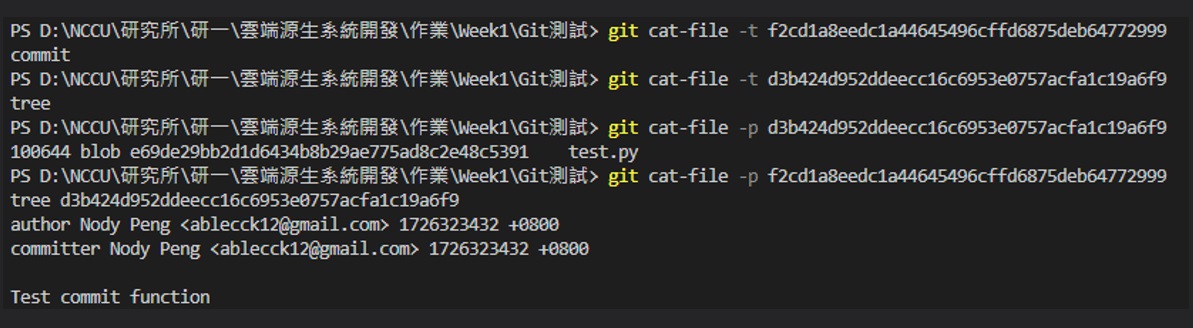 PS D:\NCCU\研究所\研一\雲端源生系統開發\作業\Week1\Git測試> git cat-file -t f2cd1a8eedc1a44645496cffd6875deb64772999
commit
PS D:\NCCU\研究所\研一\雲端源生系統開發\作業\Week1\Git測試> git cat-file -t d3b424d952ddeecc16c6953e0757acfa1c19a6f9
tree
PS D:\NCCU\研究所\研一\雲端源生系統開發\作業\Week1\Git測試> git cat-file -p d3b424d952ddeecc16c6953e0757acfa1c19a6f9
100644 blob e69de29bb2d1d6434b8b29ae775ad8c2e48c5391    test.py
PS D:\NCCU\研究所\研一\雲端源生系統開發\作業\Week1\Git測試> git cat-file -p f2cd1a8eedc1a44645496cffd6875deb64772999
tree d3b424d952ddeecc16c6953e0757acfa1c19a6f9
author Nody Peng <ablecck12@gmail.com> 1726323432 +0800
committer Nody Peng <ablecck12@gmail.com> 1726323432 +0800
Test commit function